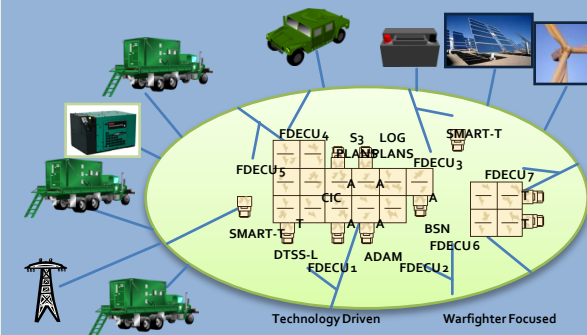 FDECU4
S3
PLANS
LOG
PLANS
SMART-T
FDECU5
FDECU3
FDECU7
A A
CIC
A
T
SMART-T
T
A A
BSN
T
DTSS-L
ADAM
FDECU6
FDECU1
FDECU2
Technology Driven
Warfighter Focused